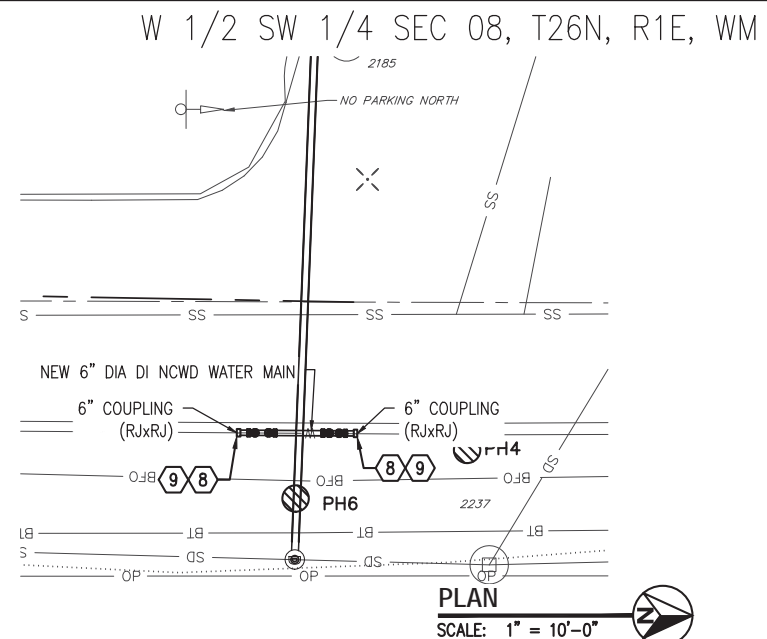 W 1/2 SW 1/4 SEC 08, T26N, R1E, WM
2185
NO PARKING NORTH
SS
S SS SS SS
NEW 6" DIA DI NCWD WATER MAIN
6" COUPLING
(RJxRJ)
6" COUPLING
(RJxRJ)
PH4
SD
BFO BFO BFO
9 8
8 9
PH6
2237
BT BT BT BT
S SD SD
OP OP OP
PLAN
SCALE: 1" = 10'-0"
N